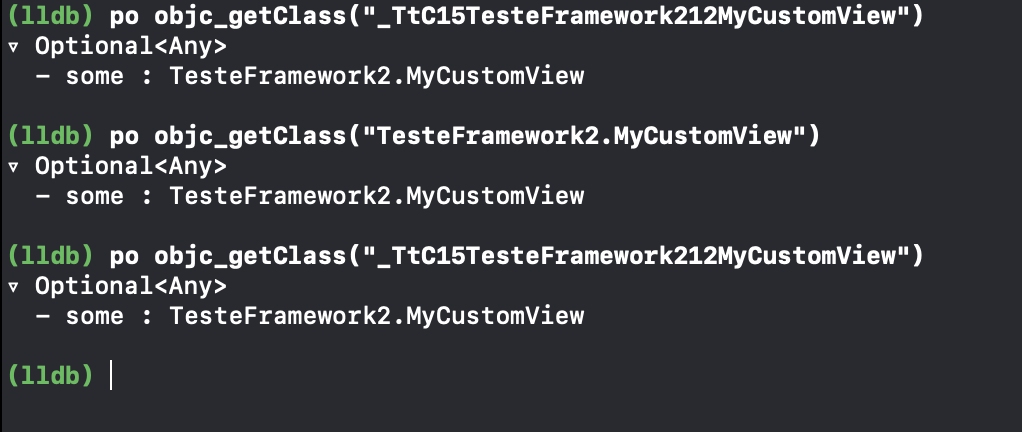 (lldb) po objc_getClass("_TtC15TesteFramework212MyCustomView")
▿ Optional<Any>
  - some : TesteFramework2.MyCustomView
(lldb) po objc_getClass("TesteFramework2.MyCustomView")
▿ Optional<Any>
  - some : TesteFramework2.MyCustomView
(lldb) po objc_getClass("_TtC15TesteFramework212MyCustomView")
▿ Optional<Any>
  - some : TesteFramework2.MyCustomView
(lldb)